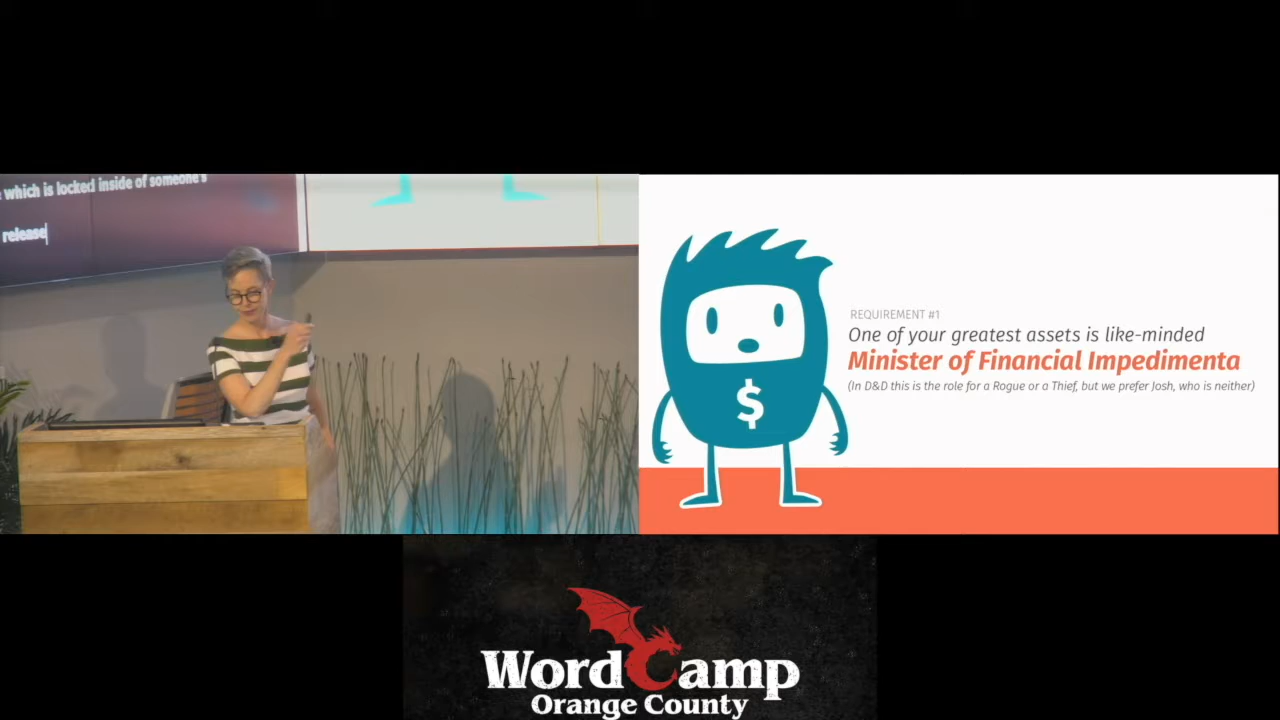 which is locked inside of someone's
release
REQUIREMENT #1
One of your greatest assets is like-minded
Minister of Financial Impedimenta
(In D&D this is the role for a Rogue or a Thief, but we prefer Josh, who is neither)
$
WordCamp
Orange County